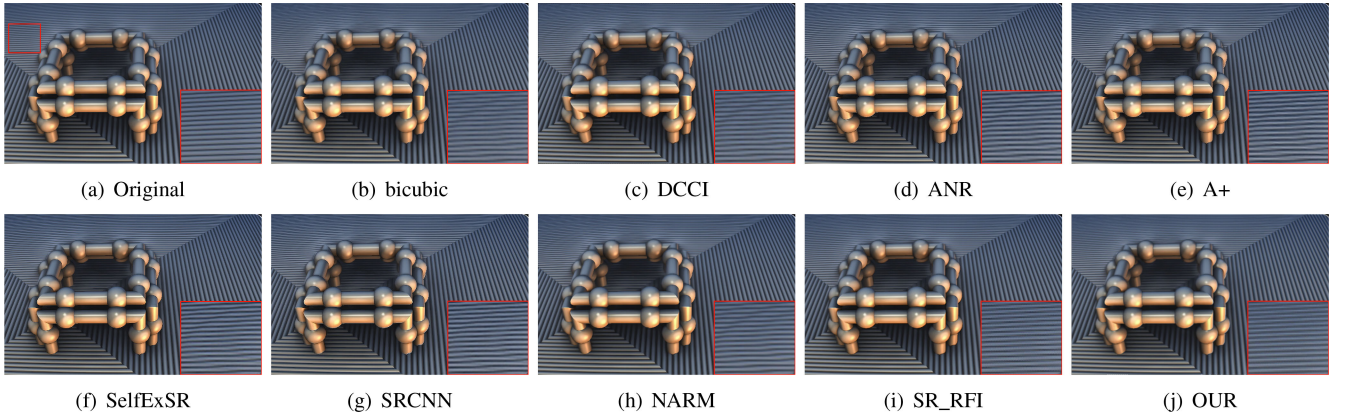 (a) Original
(b) bicubic
(c) DCCI
(d) ANR
(e) A+
(f) SelfExSR
(g) SRCNN
(h) NARM
(i) SR_RFI
(j) OUR